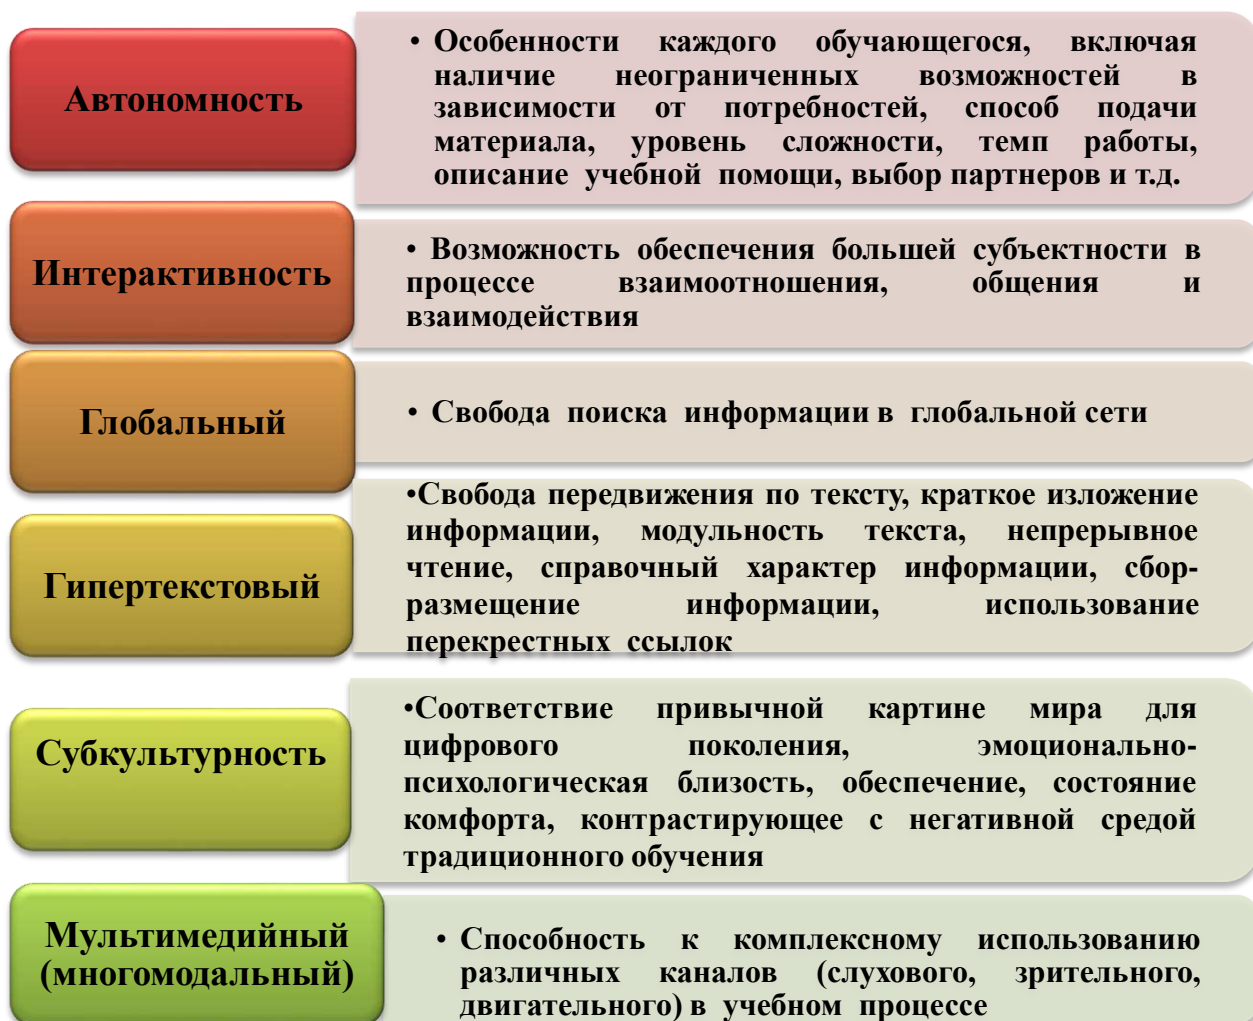 Автономность
• Особенности каждого обучающегося, включая
наличие неограниченных возможностей в
зависимости от потребностей, способ подачи
материала, уровень сложности, темп работы,
описание учебной помощи, выбор партнеров и т.д.
Интерактивность
• Возможность обеспечения большей субъектности в
процессе взаимоотношения, общения и
взаимодействия
Глобальный
• Свобода поиска информации в глобальной сети
Гипертекстовый
•Свобода передвижения по тексту, краткое изложение
информации, модульность текста, непрерывное
чтение, справочный характер информации, сбор-
размещение информации, использование
перекрестных ссылок
Субкультурность
•Соответствие привычной картине мира для
цифрового поколения, эмоционально-
психологическая близость, обеспечение, состояние
комфорта, контрастирующее с негативной средой
традиционного обучения
Мультимедийный
(многомодальный)
• Способность к комплексному использованию
различных каналов (слухового, зрительного,
двигательного) в учебном процессе